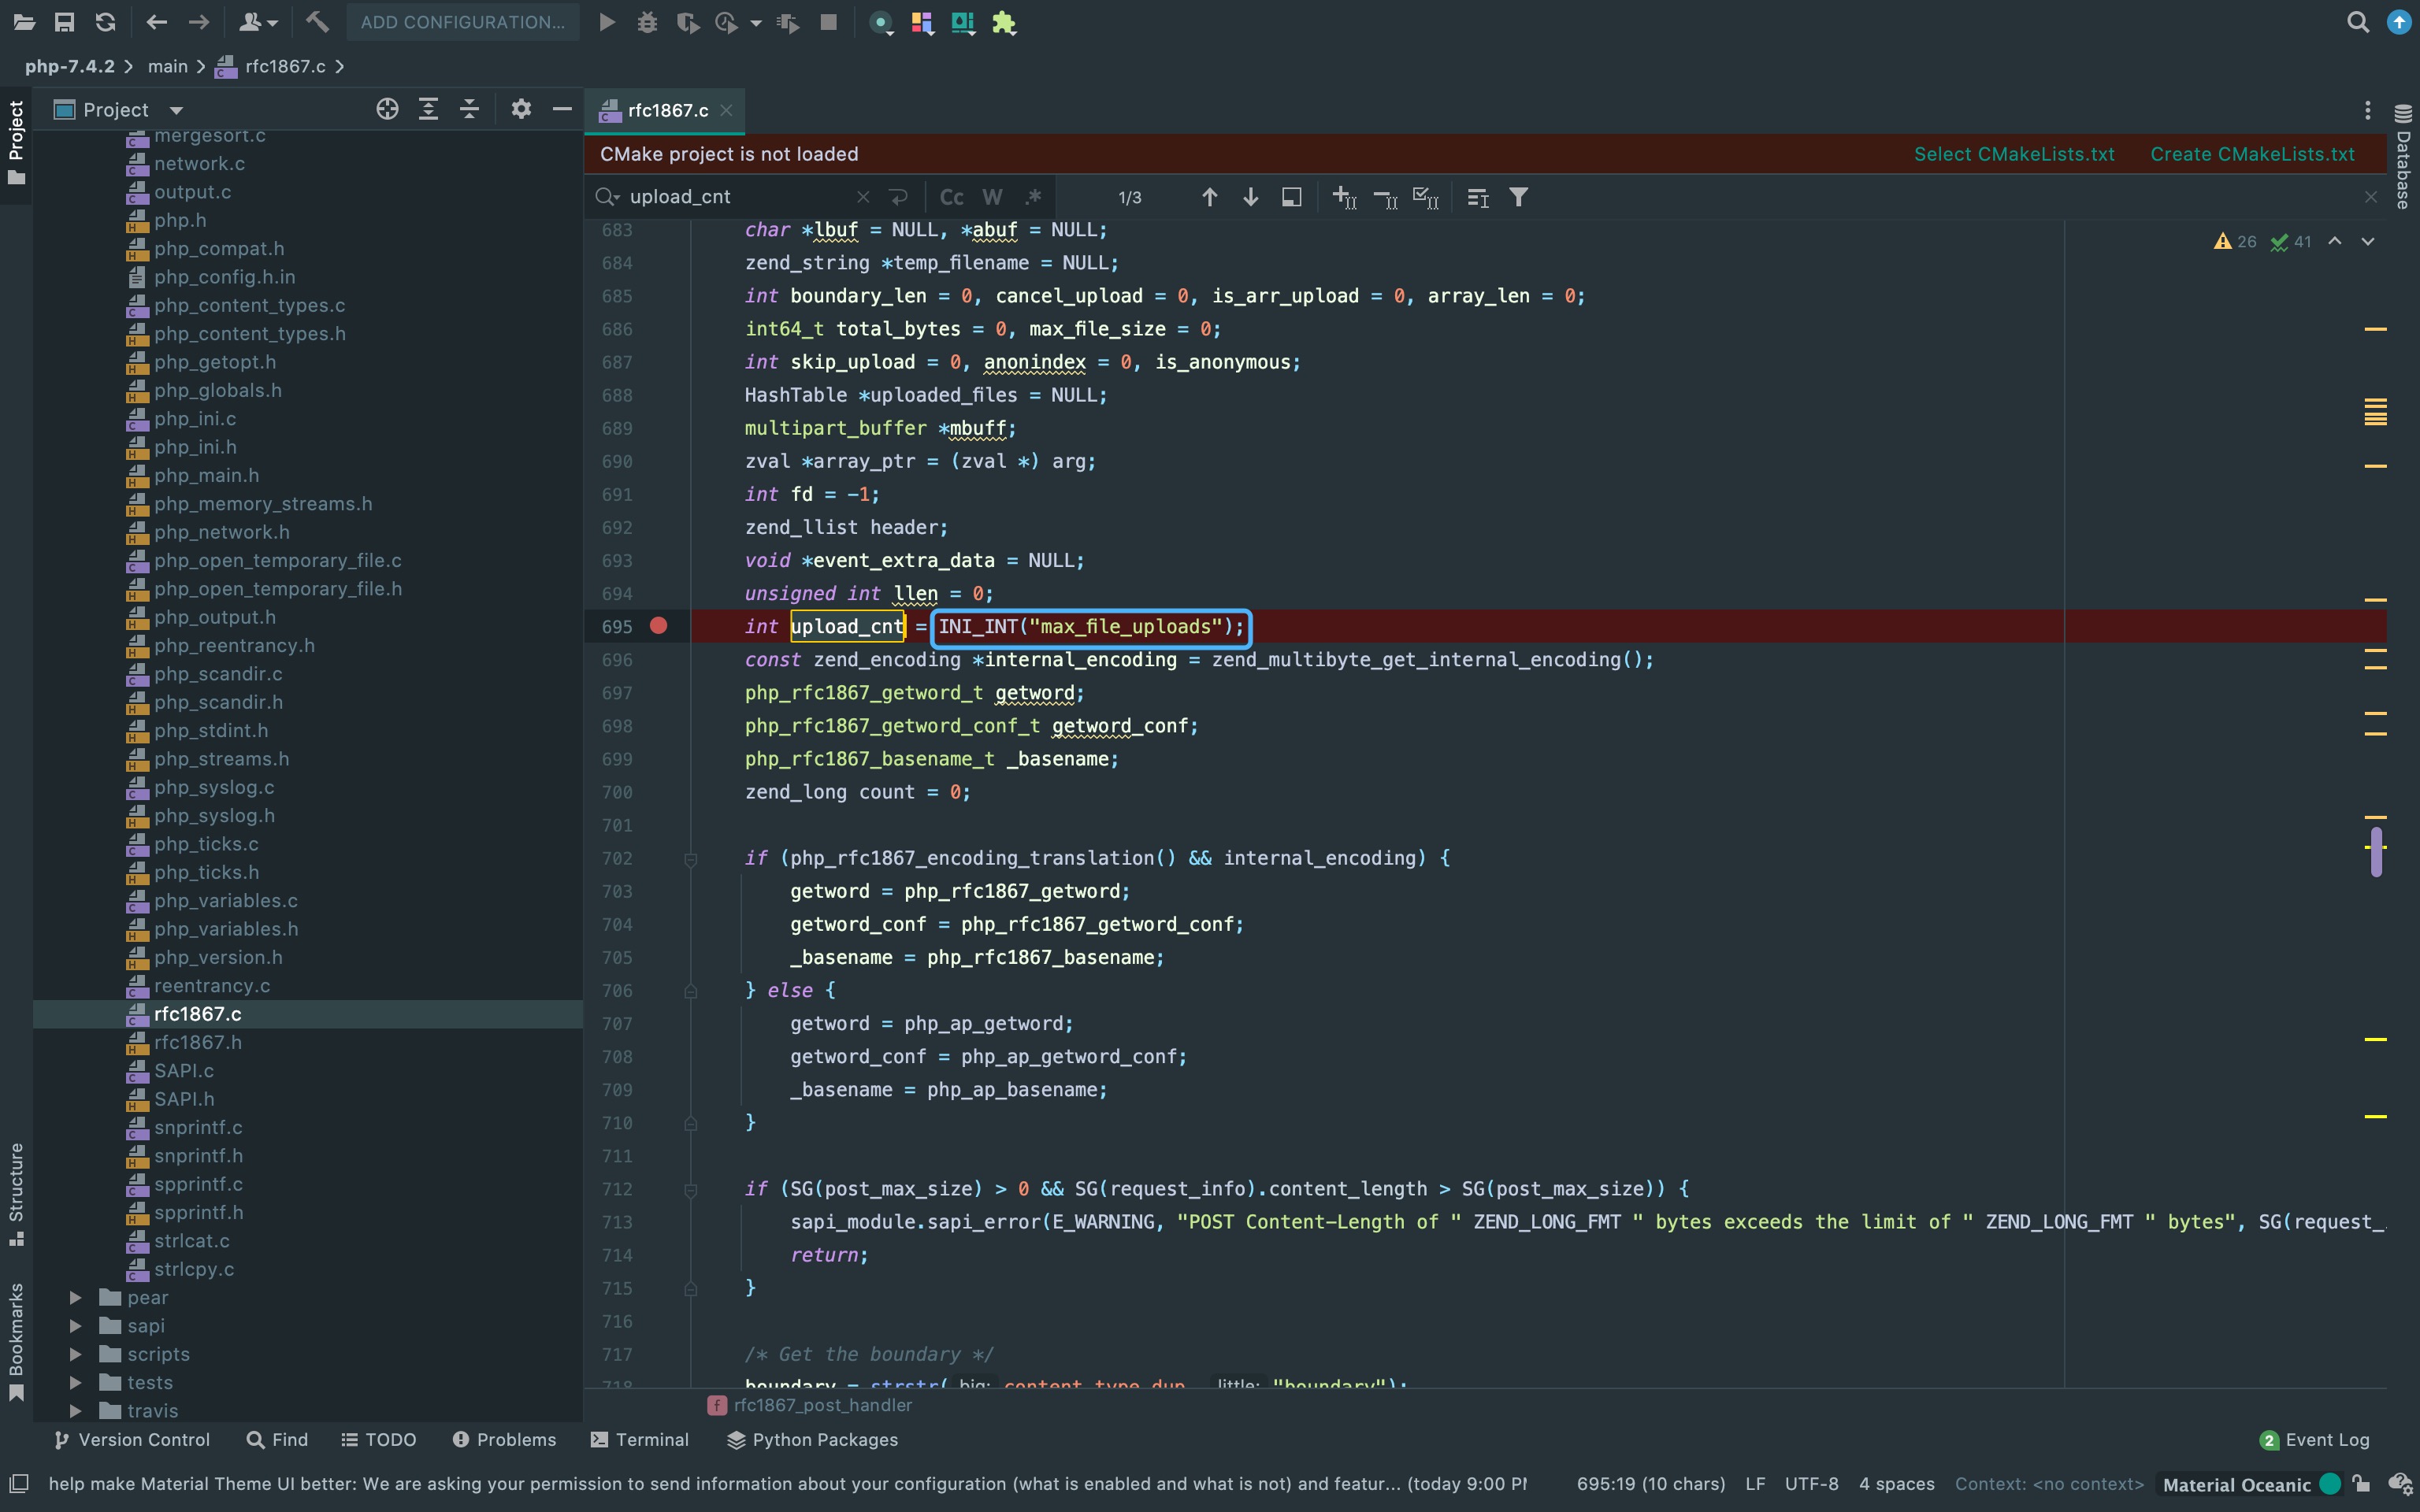 ADD CONFIGURATION...
php-7.4.2 main rfc1867.c
Project
rfc1867.c
CMake project is not loaded Select CMakeLists.txt Create CMakeLists.txt
upload_cnt Cc W .* 1/3
26 41
Project
Structure
Bookmarks
Database
mergesort.c
network.c
output.c
php.h
php_compat.h
php_config.h.in
php_content_types.c
php_content_types.h
php_getopt.h
php_globals.h
php_ini.c
php_ini.h
php_main.h
php_memory_streams.h
php_network.h
php_open_temporary_file.c
php_open_temporary_file.h
php_output.h
php_reentrancy.h
php_scandir.c
php_scandir.h
php_stdint.h
php_streams.h
php_syslog.c
php_syslog.h
php_ticks.c
php_ticks.h
php_variables.c
php_variables.h
php_version.h
reentrancy.c
rfc1867.c
rfc1867.h
SAPI.c
SAPI.h
snprintf.c
snprintf.h
spprintf.c
spprintf.h
strlcat.c
strlcpy.c
pear
sapi
scripts
tests
travis
683 char *lbuf = NULL, *abuf = NULL;
684 zend_string *temp_filename = NULL;
685 int boundary_len = 0, cancel_upload = 0, is_arr_upload = 0, array_len = 0;
686 int64_t total_bytes = 0, max_file_size = 0;
687 int skip_upload = 0, anonindex = 0, is_anonymous;
688 HashTable *uploaded_files = NULL;
689 multipart_buffer *mbuff;
690 zval *array_ptr = (zval *) arg;
691 int fd = -1;
692 zend_llist header;
693 void *event_extra_data = NULL;
694 unsigned int llen = 0;
695 int upload_cnt = INI_INT("max_file_uploads");
696 const zend_encoding *internal_encoding = zend_multibyte_get_internal_encoding();
697 php_rfc1867_getword_t getword;
698 php_rfc1867_getword_conf_t getword_conf;
699 php_rfc1867_basename_t _basename;
700 zend_long count = 0;
701
702 if (php_rfc1867_encoding_translation() && internal_encoding) {
703 getword = php_rfc1867_getword;
704 getword_conf = php_rfc1867_getword_conf;
705 _basename = php_rfc1867_basename;
706 } else {
707 getword = php_ap_getword;
708 getword_conf = php_ap_getword_conf;
709 _basename = php_ap_basename;
710 }
711
712 if (SG(post_max_size) > 0 && SG(request_info).content_length > SG(post_max_size)) {
713 sapi_module.sapi_error(E_WARNING, "POST Content-Length of " ZEND_LONG_FMT " bytes exceeds the limit of " ZEND_LONG_FMT " bytes", SG(request_
714 return;
715 }
716
717 /* Get the boundary */
718 boundary = strstr( big: content_type_dup, little: "boundary");
f rfc1867_post_handler
Version Control Find TODO Problems Terminal Python Packages 2 Event Log
help make Material Theme UI better: We are asking your permission to send information about your configuration (what is enabled and what is not) and featur... (today 9:00 PM 695:19 (10 chars) LF UTF-8 4 spaces Context: <no context> Material Oceanic